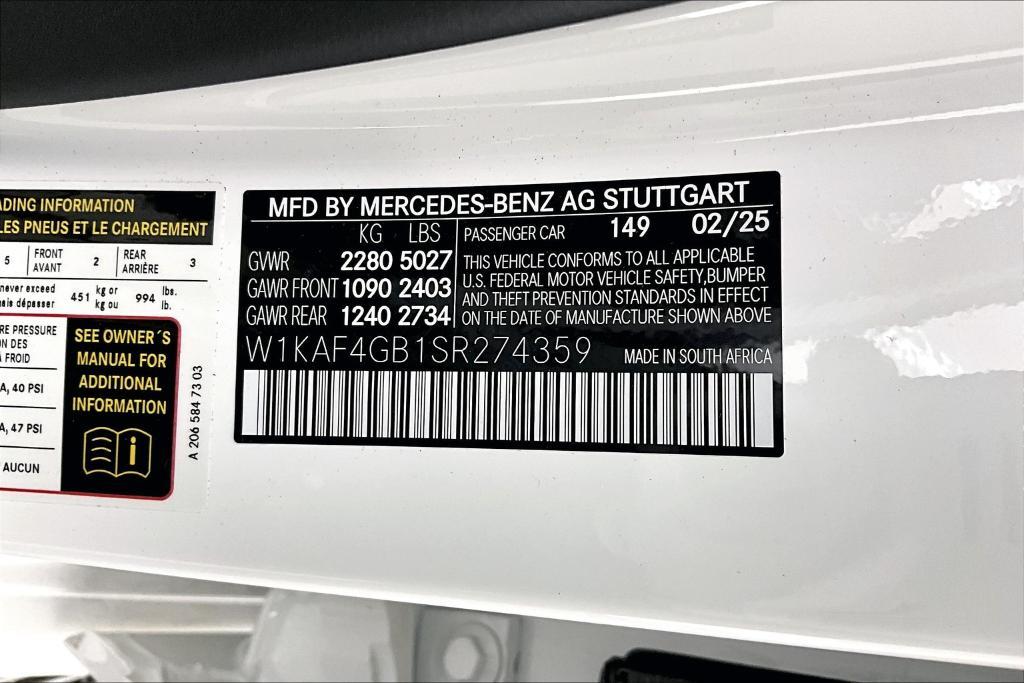 ADING INFORMATION
LES PNEUS ET LE CHARGEMENT
5 FRONT AVANT 2 REAR ARRIÈRE 3
never exceed kg or lbs.
ais dépasser 451 kg ou 994 lb.
RE PRESSURE
ON DES
FROID
A, 40 PSI
A, 47 PSI
AUCUN
SEE OWNER´S
MANUAL FOR
ADDITIONAL
INFORMATION
i
A 206 584 73 03
MFD BY MERCEDES-BENZ AG STUTTGART
KG LBS
GVWR 2280 5027
GAWR FRONT 1090 2403
GAWR REAR 1240 2734
PASSENGER CAR 149 02/25
THIS VEHICLE CONFORMS TO ALL APPLICABLE
U.S. FEDERAL MOTOR VEHICLE SAFETY,BUMPER
AND THEFT PREVENTION STANDARDS IN EFFECT
ON THE DATE OF MANUFACTURE SHOWN ABOVE
W1KAF4GB1SR274359 MADE IN SOUTH AFRICA